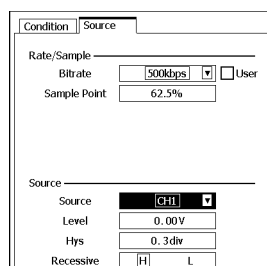 Condition Source
Rate/Sample
Bitrate 500kbps User
Sample Point 62.5%
Source
Source CH1
Level 0.00V
Hys 0.3div
Recessive H L